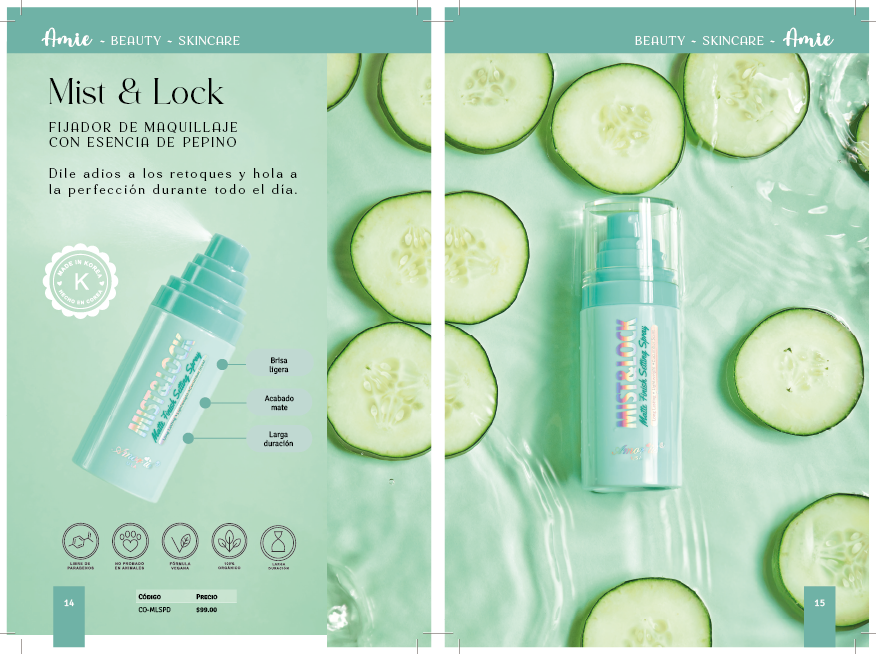 Amie ~ BEAUTY ~ SKINCARE
Mist & Lock
FIJADOR DE MAQUILLAJE
CON ESENCIA DE PEPINO
Dile adios a los retoques y hola a
la perfección durante todo el día.
MADE IN KOREA
K
HECHO EN COREA
MIST&LOCK
Matte Finish Setting Spray
Brisa
ligera
Acabado
mate
Larga
duración
LIBRE DE
PARABENOS
NO PROBADO
EN ANIMALES
FÓRMULA
VEGANA
100%
ORGÁNICO
LARGA
DURACIÓN
CÓDIGO PRECIO
CO-MLSPD $99.00
14
BEAUTY ~ SKINCARE ~ Amie
MIST&LOCK
Matte Finish Setting Spray
15